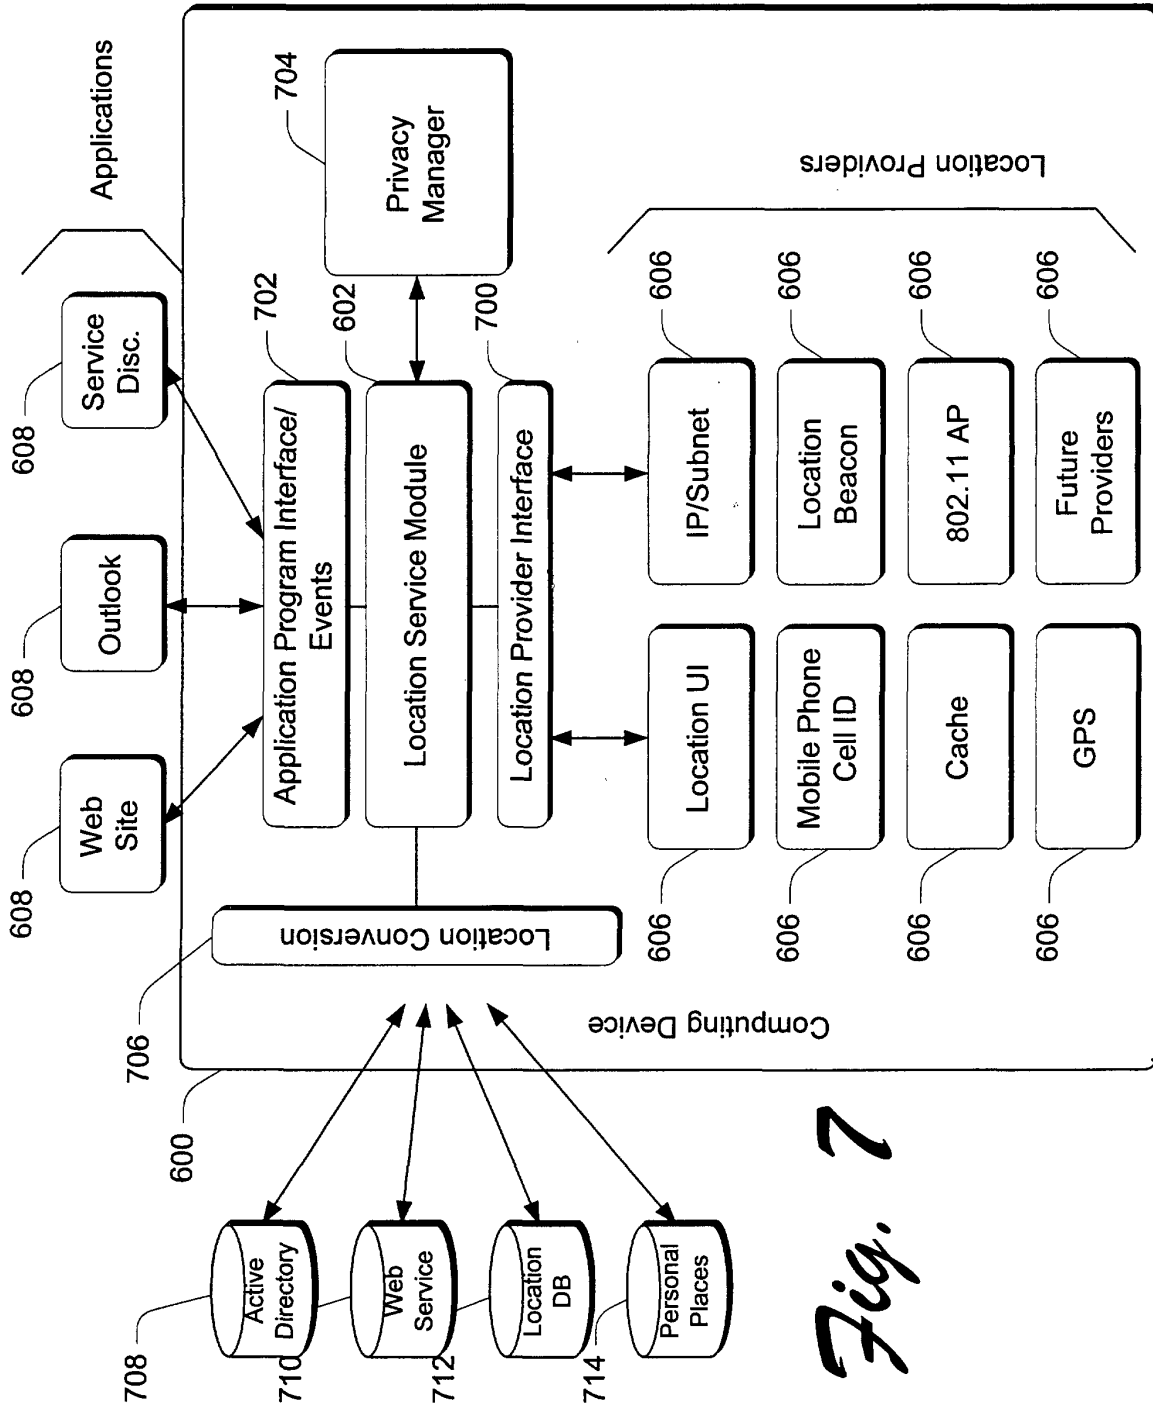 Applications
608
608
608
Web
Site
Outlook
Service
Disc.
600
706
702
Application Program Interface/
Events
602
Location Service Module
700
Location Provider Interface
704
Privacy
Manager
Location Conversion
Computing Device
708
Active
Directory
710
Web
Service
712
Location
DB
714
Personal
Places
Location Providers
606
Location UI
IP/Subnet
606
606
Mobile Phone
Cell ID
Location
Beacon
606
606
Cache
802.11 AP
606
606
GPS
Future
Providers
606
Fig. 7